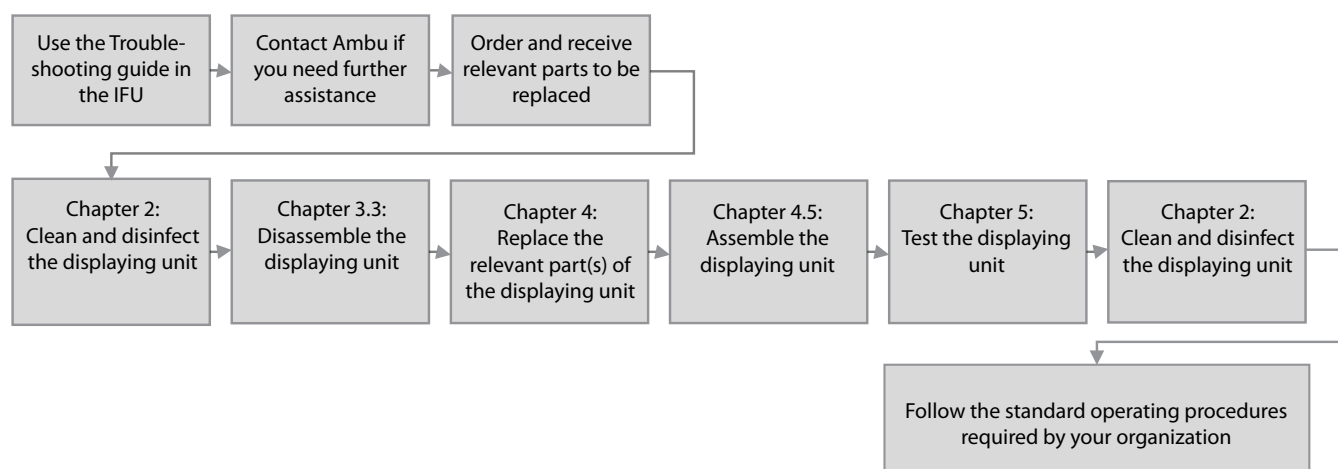 Use the Trouble-
shooting guide in
the IFU
Contact Ambu if
you need further
assistance
Order and receive
relevant parts to be
replaced
Chapter 2:
Clean and disinfect
the displaying unit
Chapter 3.3:
Disassemble the
displaying unit
Chapter 4:
Replace the
relevant part(s) of
the displaying unit
Chapter 4.5:
Assemble the
displaying unit
Chapter 5:
Test the displaying
unit
Chapter 2:
Clean and disinfect
the displaying unit
Follow the standard operating procedures
required by your organization